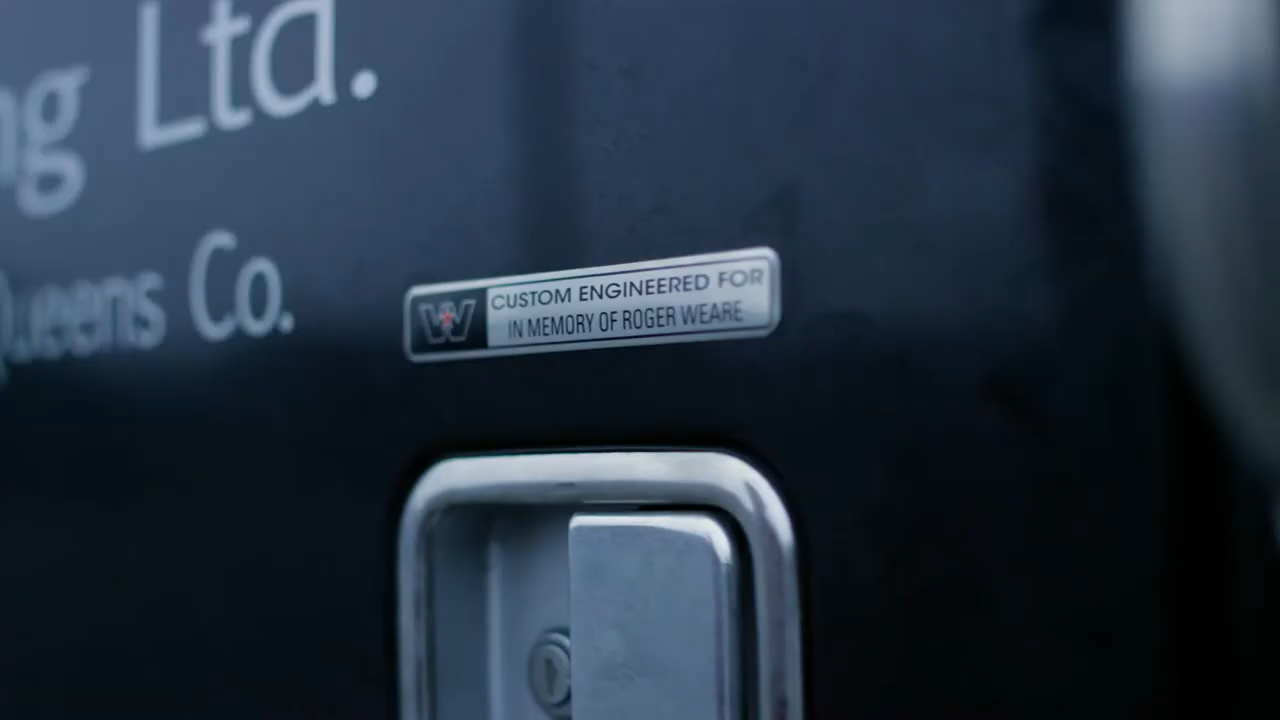 ng Ltd.
Queens Co.
W
CUSTOM ENGINEERED FOR
IN MEMORY OF ROGER WEARE